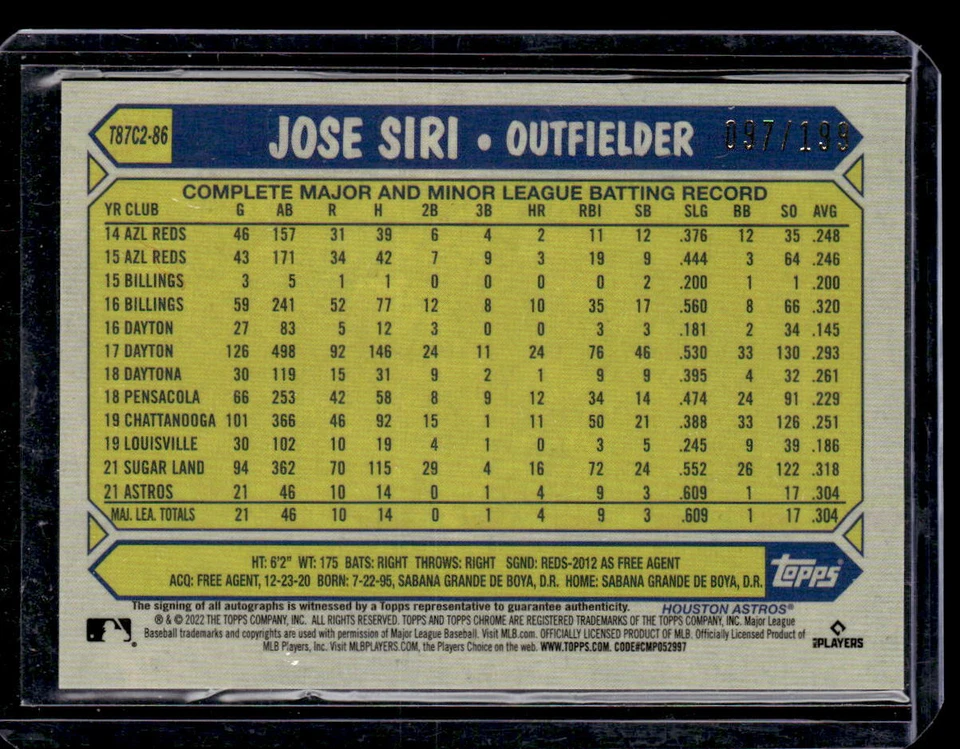 T87C2-86 JOSE SIRI • OUTFIELDER 097/199
COMPLETE MAJOR AND MINOR LEAGUE BATTING RECORD
YR CLUB G AB R H 2B 3B HR RBI SB SLG BB SO AVG
14 AZL REDS 46 157 31 39 6 4 2 11 12 .376 12 35 .248
15 AZL REDS 43 171 34 42 7 9 3 19 9 .444 3 64 .246
15 BILLINGS 3 5 1 1 0 0 0 0 2 .200 1 1 .200
16 BILLINGS 59 241 52 77 12 8 10 35 17 .560 8 66 .320
16 DAYTON 27 83 5 12 3 0 0 3 3 .181 2 34 .145
17 DAYTON 126 498 92 146 24 11 24 76 46 .530 33 130 .293
18 DAYTONA 30 119 15 31 9 2 1 9 9 .395 4 32 .261
18 PENSACOLA 66 253 42 58 8 9 12 34 14 .474 24 91 .229
19 CHATTANOOGA 101 366 46 92 15 1 11 50 21 .388 33 126 .251
19 LOUISVILLE 30 102 10 19 4 1 0 3 5 .245 9 39 .186
21 SUGAR LAND 94 362 70 115 29 4 16 72 24 .552 26 122 .318
21 ASTROS 21 46 10 14 0 1 4 9 3 .609 1 17 .304
MAJ. LEA. TOTALS 21 46 10 14 0 1 4 9 3 .609 1 17 .304
HT: 6'2" WT: 175 BATS: RIGHT THROWS: RIGHT SGND: REDS-2012 AS FREE AGENT
ACQ: FREE AGENT, 12-23-20 BORN: 7-22-95, SABANA GRANDE DE BOYA, D.R. HOME: SABANA GRANDE DE BOYA, D.R.
topps®
The signing of all autographs is witnessed by a Topps representative to guarantee authenticity. HOUSTON ASTROS®
® & © 2022 THE TOPPS COMPANY, INC. ALL RIGHTS RESERVED. TOPPS AND TOPPS CHROME ARE REGISTERED TRADEMARKS OF THE TOPPS COMPANY, INC. Major League
Baseball trademarks and copyrights are used with permission of Major League Baseball. Visit MLB.com. OFFICIALLY LICENSED PRODUCT OF MLB. Officially Licensed Product of
MLB Players, Inc. Visit MLBPLAYERS.COM, the Players Choice on the web. WWW.TOPPS.COM. CODE#CMP052997
MLB PLAYERS